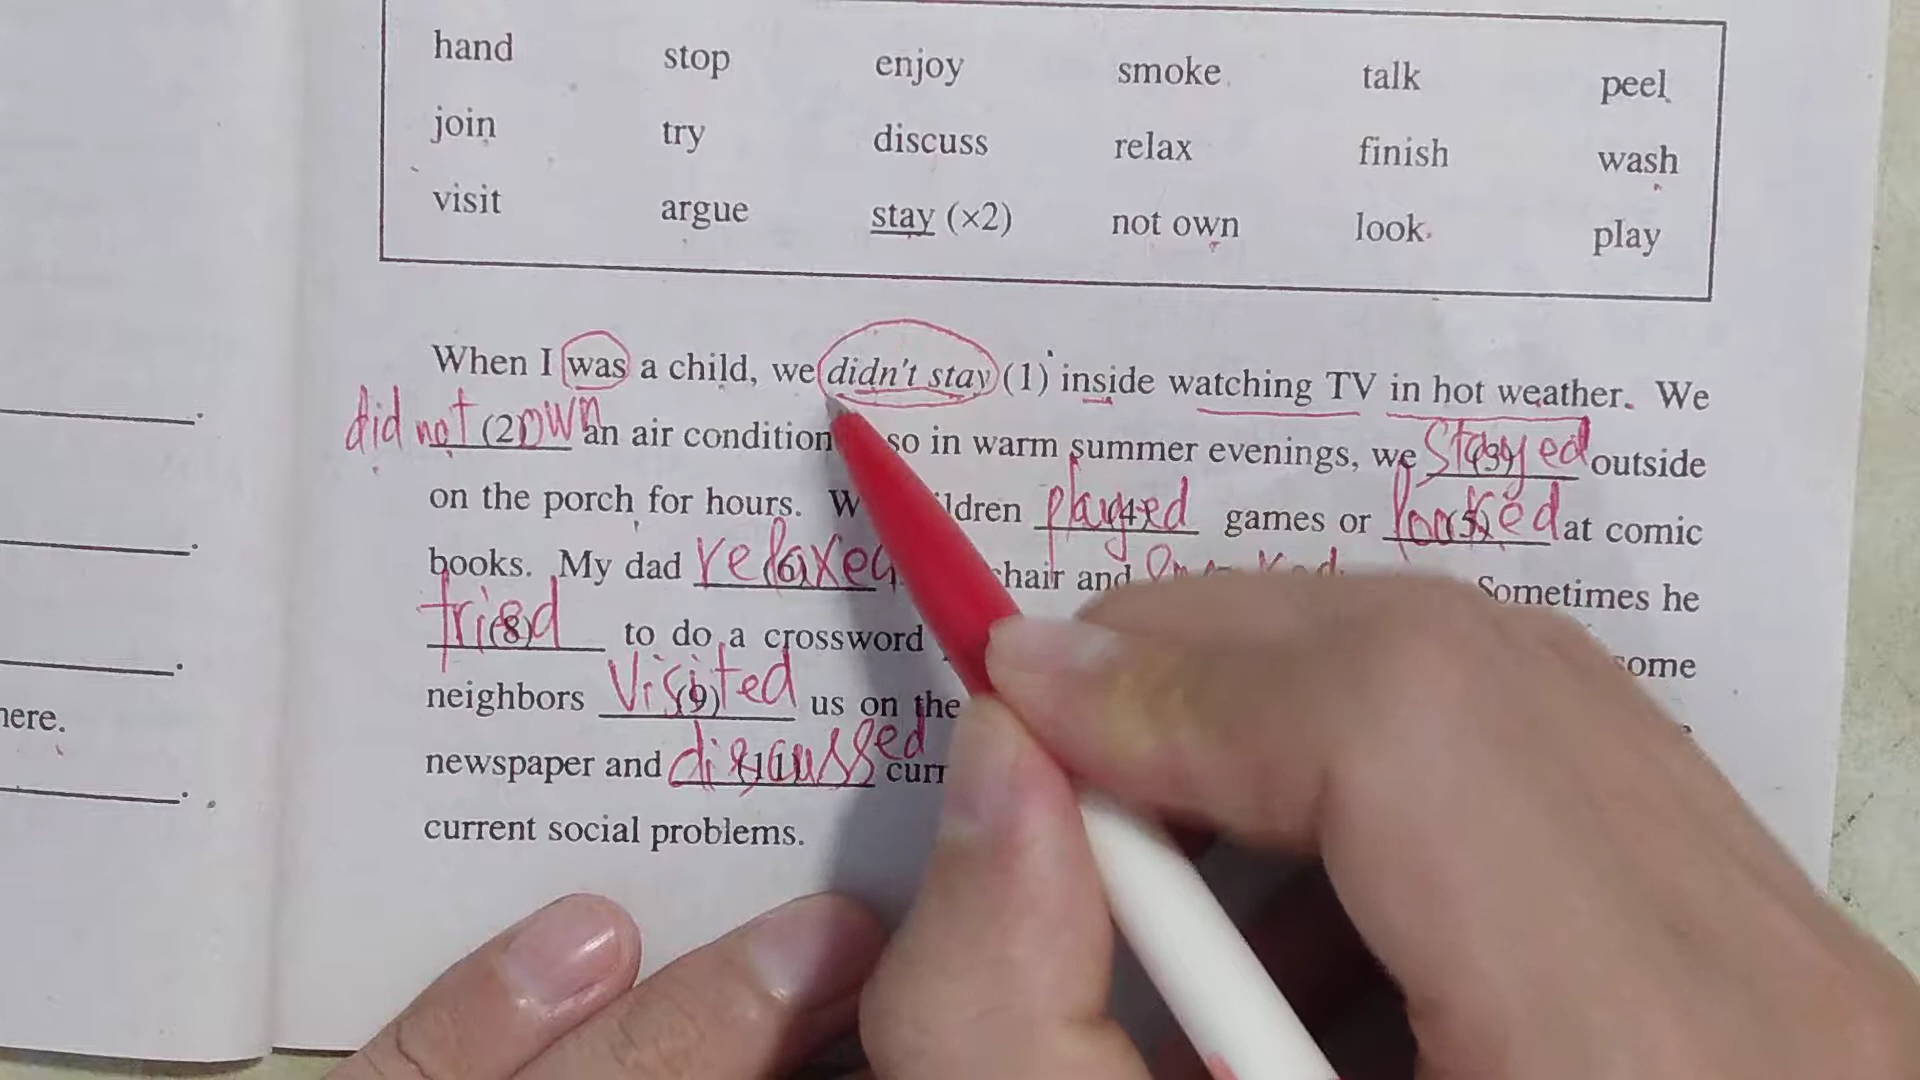 hand stop enjoy smoke talk peel
join try discuss relax finish wash
visit argue stay (×2) not own look play
When I was a child, we didn't stay (1) inside watching TV in hot weather. We
did not (2) own an air condition so in warm summer evenings, we stayed (3) outside
on the porch for hours. W ldren played (4) games or looked (5) at comic
books. My dad relaxed (6) hair and Sometimes he
tried (8) to do a crossword some
neighbors visited (9) us on the
here.
newspaper and discussed (11) curr
current social problems.